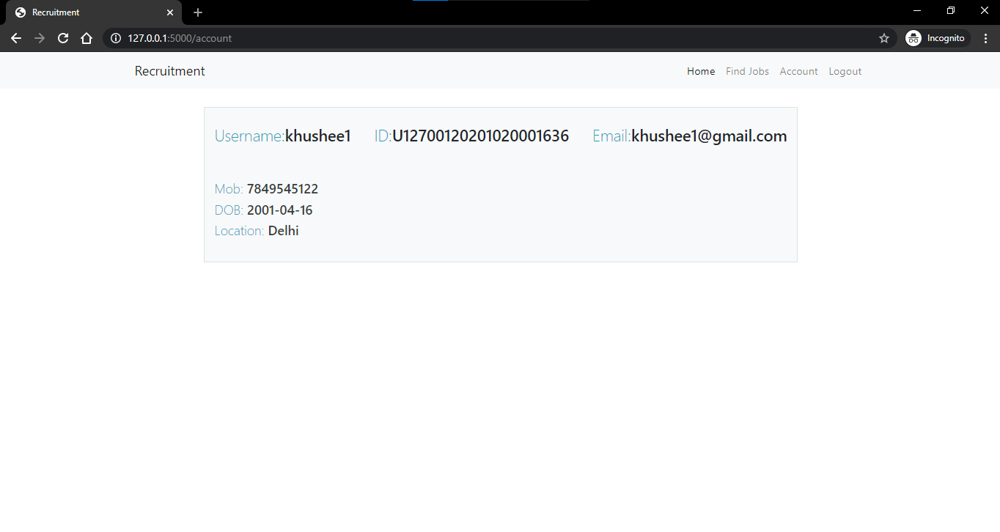 Recruitment
127.0.0.1:5000/account
Incognito
Recruitment Home Find Jobs Account Logout
Username:khushee1 ID:U12700120201020001636 Email:khushee1@gmail.com
Mob: 7849545122
DOB: 2001-04-16
Location: Delhi